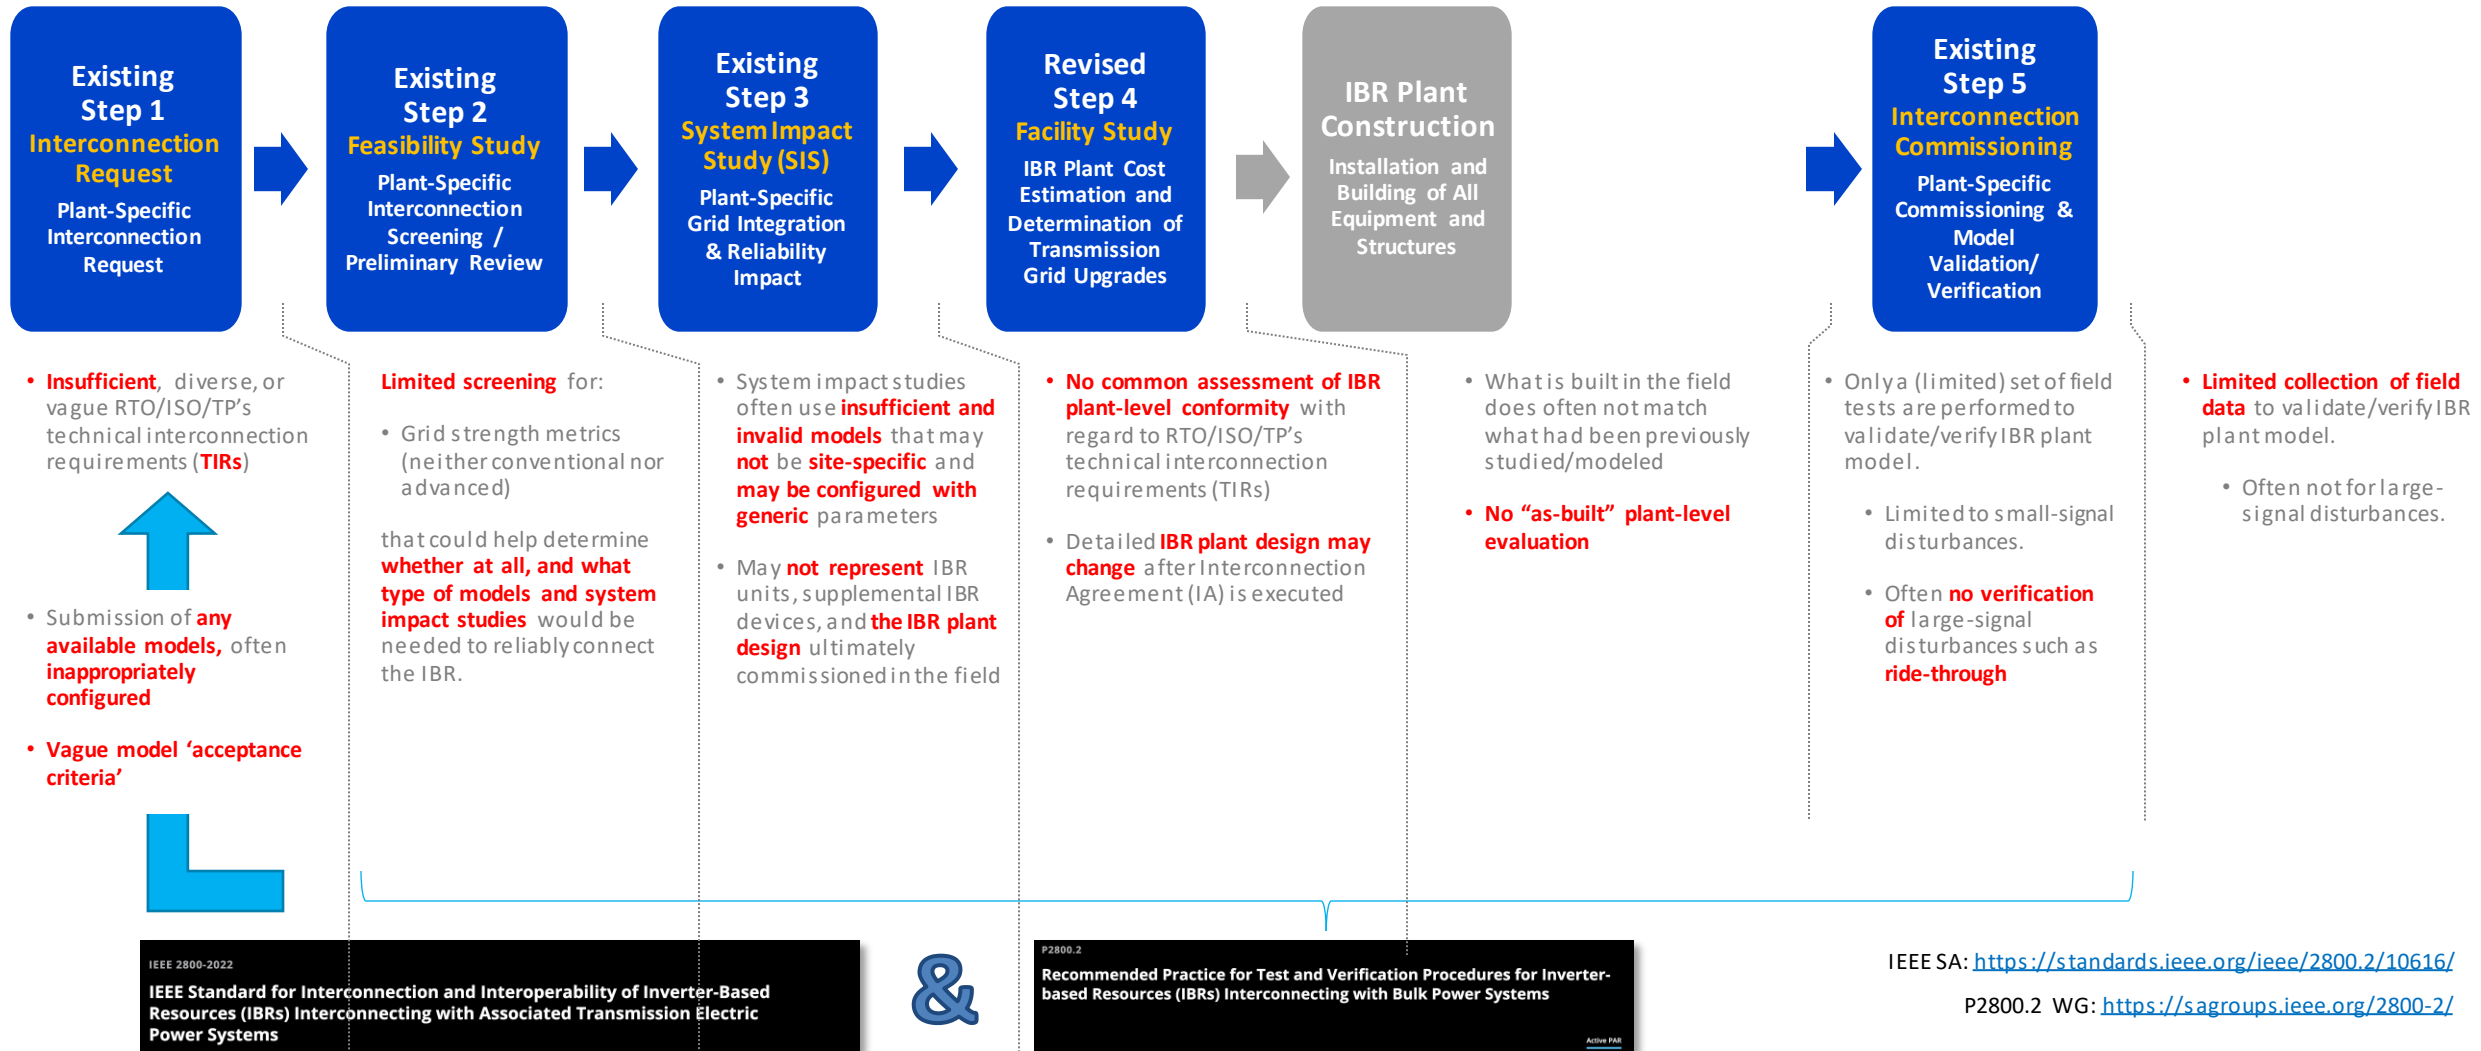 Existing
Step 1
Interconnection
Request
Plant-Specific
Interconnection
Request
Existing
Step 2
Feasibility Study
Plant-Specific
Interconnection
Screening /
Preliminary Review
Existing
Step 3
System Impact
Study (SIS)
Plant-Specific
Grid Integration
& Reliability
Impact
Revised
Step 4
Facility Study
IBR Plant Cost
Estimation and
Determination of
Transmission
Grid Upgrades
IBR Plant
Construction
Installation and
Building of All
Equipment and
Structures
Existing
Step 5
Interconnection
Commissioning
Plant-Specific
Commissioning &
Model
Validation/
Verification
• Insufficient, diverse, or
vague RTO/ISO/TP's
technical interconnection
requirements (TIRs)
• Submission of any
available models, often
inappropriately
configured
• Vague model ‘acceptance
criteria’
Limited screening for:
• Grid strength metrics
(neither conventional nor
advanced)
that could help determine
whether at all, and what
type of models and system
impact studies would be
needed to reliably connect
the IBR.
• System impact studies
often use insufficient and
invalid models that may
not be site-specific and
may be configured with
generic parameters
• May not represent IBR
units, supplemental IBR
devices, and the IBR plant
design ultimately
commissioned in the field
• No common assessment of IBR
plant-level conformity with
regard to RTO/ISO/TP's
technical interconnection
requirements (TIRs)
• Detailed IBR plant design may
change after Interconnection
Agreement (IA) is executed
• What is built in the field
does often not match
what had been previously
studied/modeled
• No “as-built” plant-level
evaluation
• Only a (limited) set of field
tests are performed to
validate/verify IBR plant
model.
• Limited to small-signal
disturbances.
• Often no verification
of large-signal
disturbances such as
ride-through
• Limited collection of field
data to validate/verify IBR
plant model.
• Often not for large-
signal disturbances.
IEEE 2800-2022
IEEE Standard for Interconnection and Interoperability of Inverter-Based
Resources (IBRs) Interconnecting with Associated Transmission Electric
Power Systems
&
P2800.2
Recommended Practice for Test and Verification Procedures for Inverter-
based Resources (IBRs) Interconnecting with Bulk Power Systems
Active PAR
IEEE SA: https://standards.ieee.org/ieee/2800.2/10616/
P2800.2 WG: https://sagroups.ieee.org/2800-2/